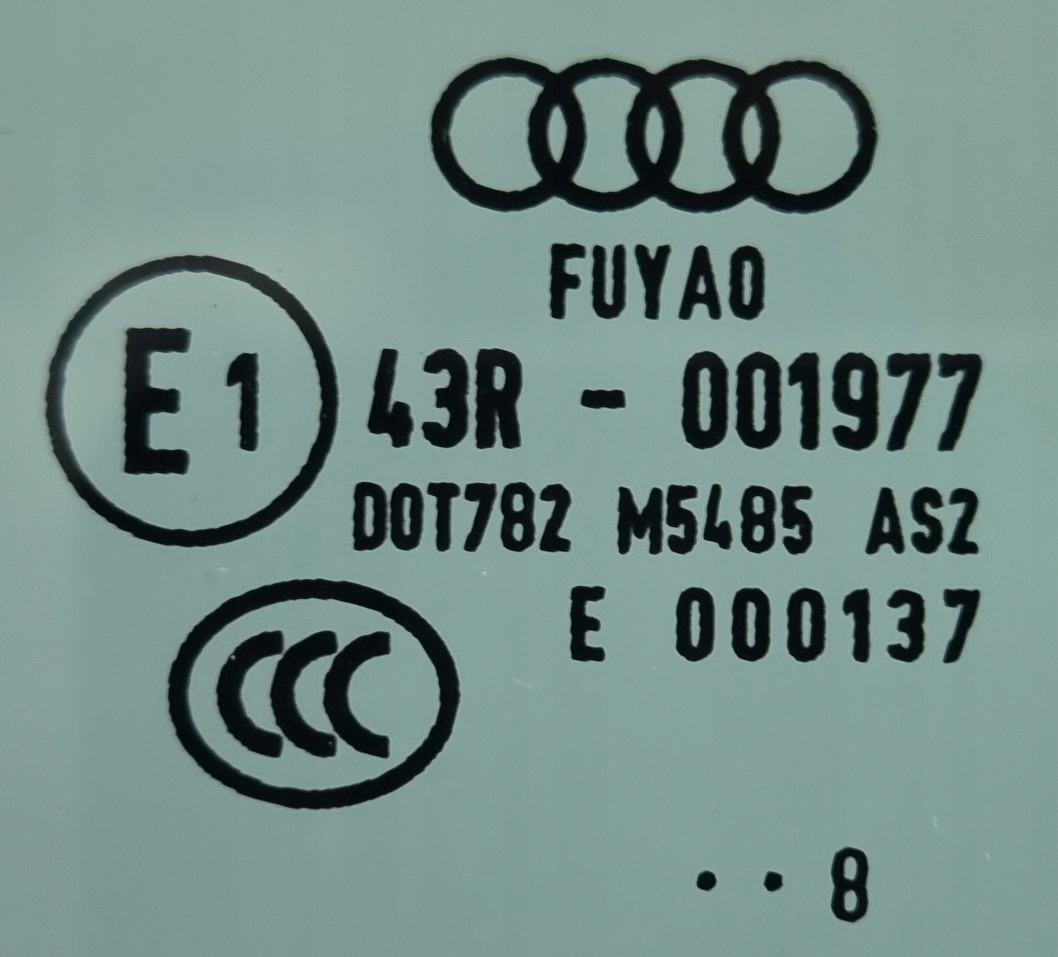 FUYAO
E1 43R - 001977
DOT782 M5485 AS2
E 000137
CCC
. . 8